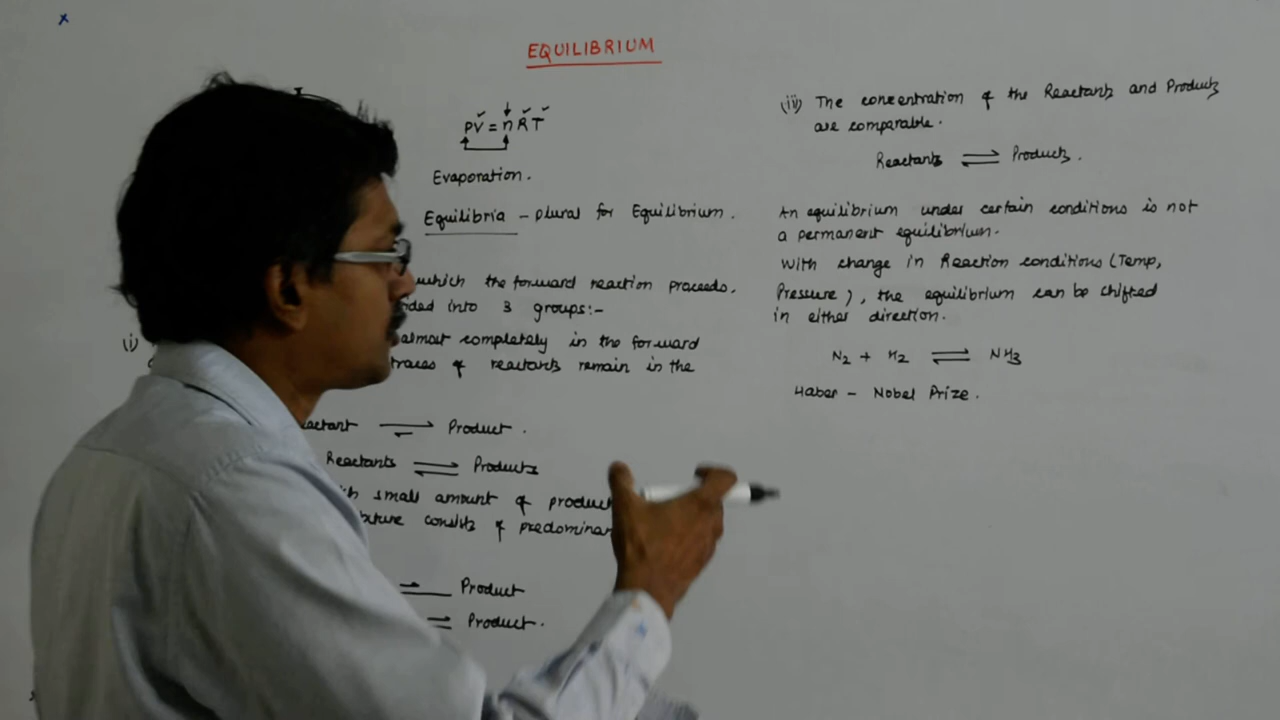 EQUILIBRIUM
PV = nRT
Evaporation.
Equilibria - plural for Equilibrium.
which the forward reaction proceeds.
into 3 groups:-
(i) almost completely in the forward
traces of reactants remain in the
Product.
Reactants ⇌ Products
small amount of product
consists of predominan
Product
⇌ Product.
(iii) The concentration of the Reactants and Products
are comparable.
Reactants ⇌ Products.
An equilibrium under certain conditions is not
a permanent equilibrium.
With change in Reaction conditions (Temp,
Pressure), the equilibrium can be shifted
in either direction.
N2 + H2 ⇌ NH3
Haber - Nobel Prize.